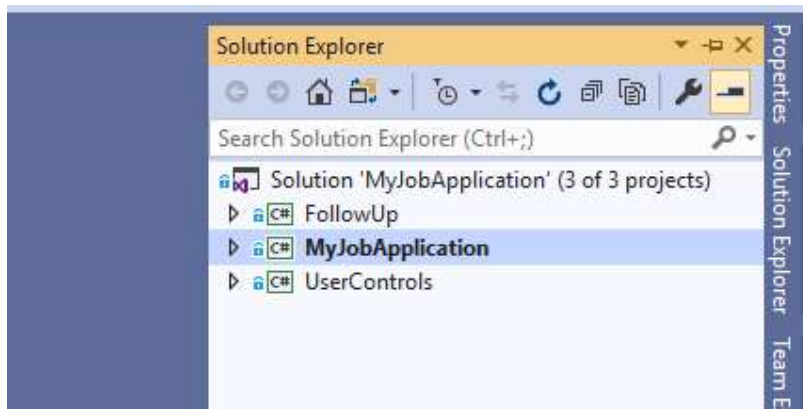 Solution Explorer
Search Solution Explorer (Ctrl+;)
Solution 'MyJobApplication' (3 of 3 projects)
C# FollowUp
C# MyJobApplication
C# UserControls
Properties
Solution Explorer
Team E